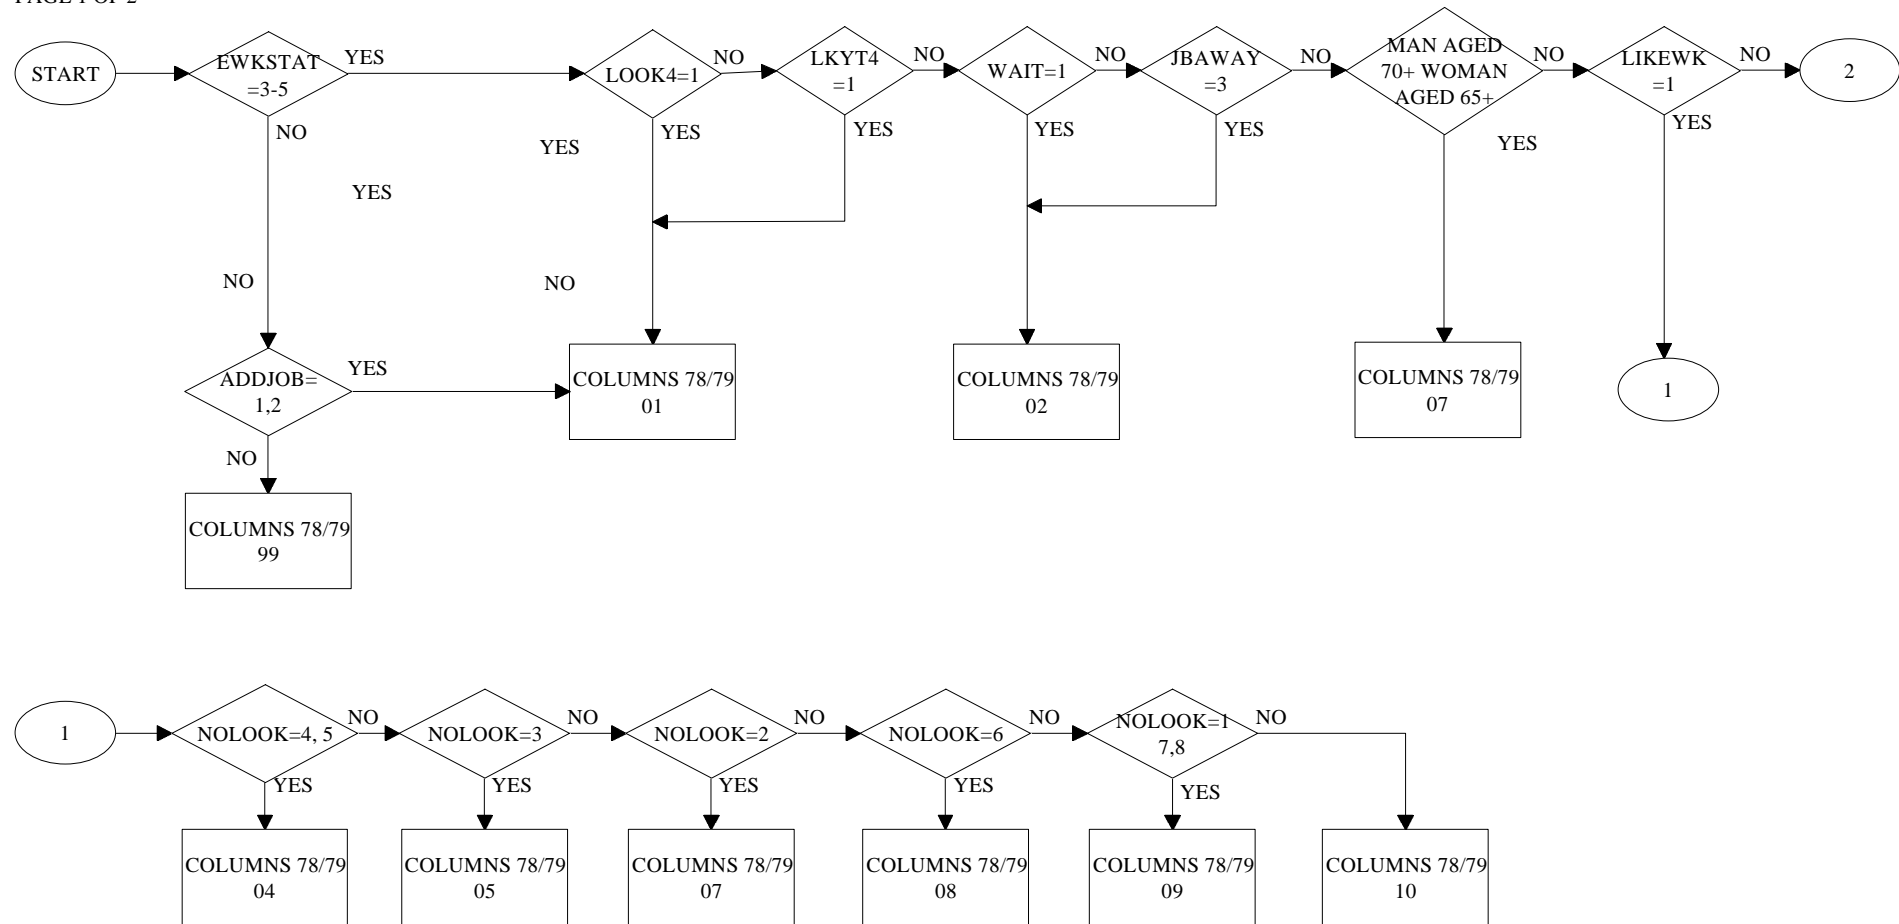 PAGE 1 OF 2
START
EWKSTAT
=3-5
YES
NO
LOOK4=1
NO
YES
LKYT4
=1
NO
YES
WAIT=1
NO
YES
JBAWAY
=3
NO
YES
MAN AGED
70+ WOMAN
AGED 65+
NO
YES
LIKEWK
=1
NO
YES
2
YES
YES
NO
NO
ADDJOB=
1,2
YES
NO
COLUMNS 78/79
01
COLUMNS 78/79
02
COLUMNS 78/79
07
1
COLUMNS 78/79
99
1
NOLOOK=4, 5
NO
YES
NOLOOK=3
NO
YES
NOLOOK=2
NO
YES
NOLOOK=6
NO
YES
NOLOOK=1
7,8
NO
YES
COLUMNS 78/79
04
COLUMNS 78/79
05
COLUMNS 78/79
07
COLUMNS 78/79
08
COLUMNS 78/79
09
COLUMNS 78/79
10